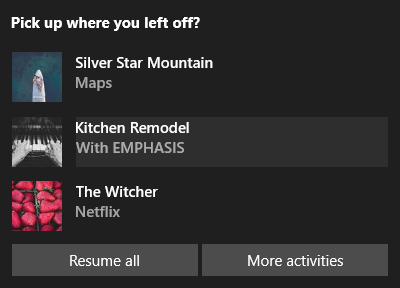 Pick up where you left off?
Silver Star Mountain
Maps
Kitchen Remodel
With EMPHASIS
The Witcher
Netflix
Resume all
More activities